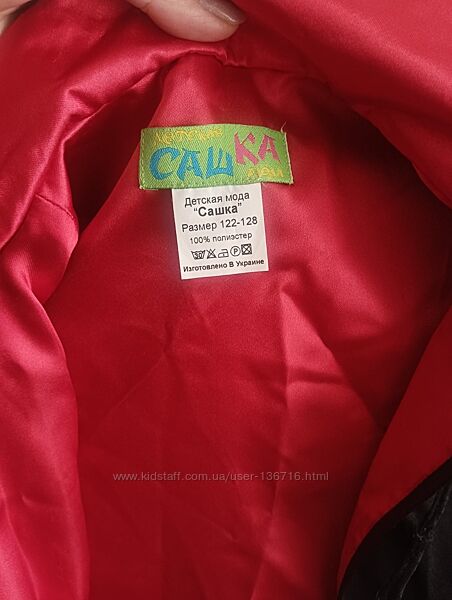 САШКА
Детская мода
"Сашка"
Размер 122-128
100% полиэстер
Изготовлено В Украине
www.kidstaff.com.ua/user-136716.html